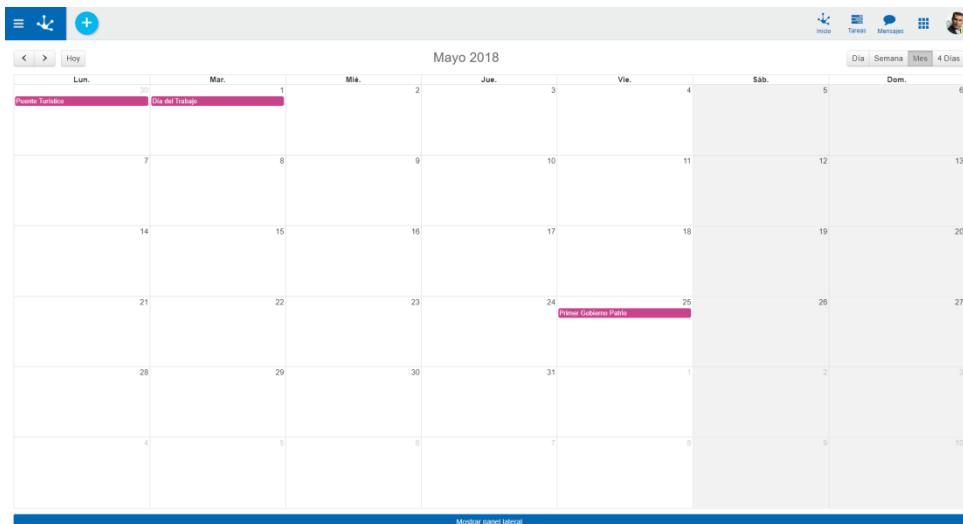 Inicio Tareas Mensajes
Hoy Mayo 2018 Día Semana Mes 4 Días
Lun. Mar. Mié. Jue. Vie. Sáb. Dom.
30 1 2 3 4 5 6
Puente Turístico Día del Trabajo
7 8 9 10 11 12 13
14 15 16 17 18 19 20
21 22 23 24 25 26 27
Primer Gobierno Patrio
28 29 30 31 1 2 3
4 5 6 7 8 9 10
Mostrar panel lateral